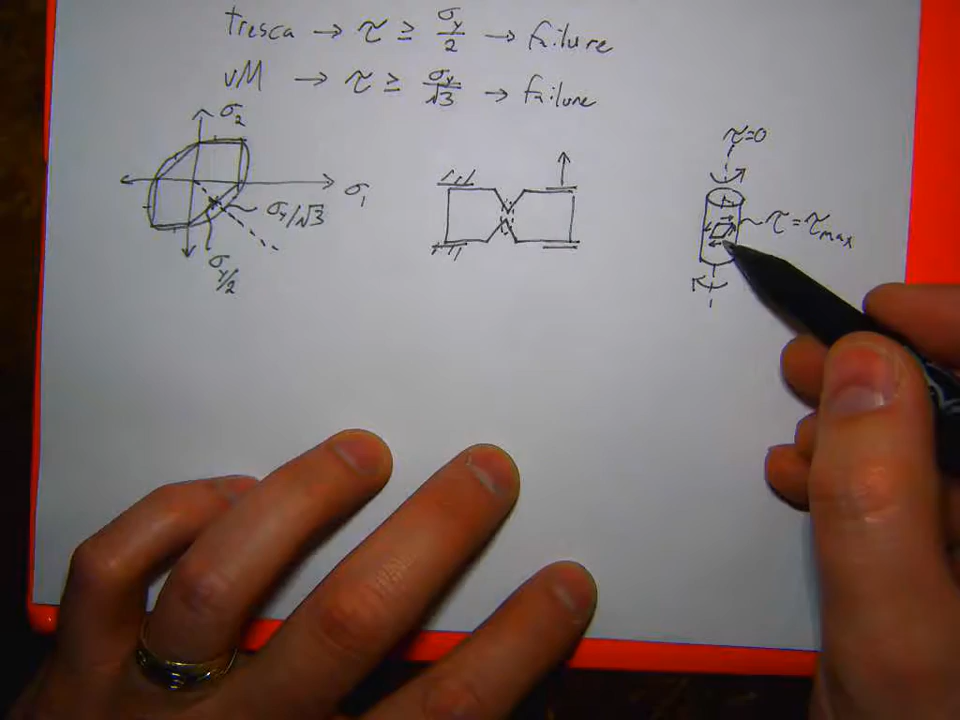 tresca → τ ≥ σy/2 → failure
vM → τ ≥ σy/√3 → failure
σ2
σ1
σy/√3
σy/2
τ=0
τ=τmax